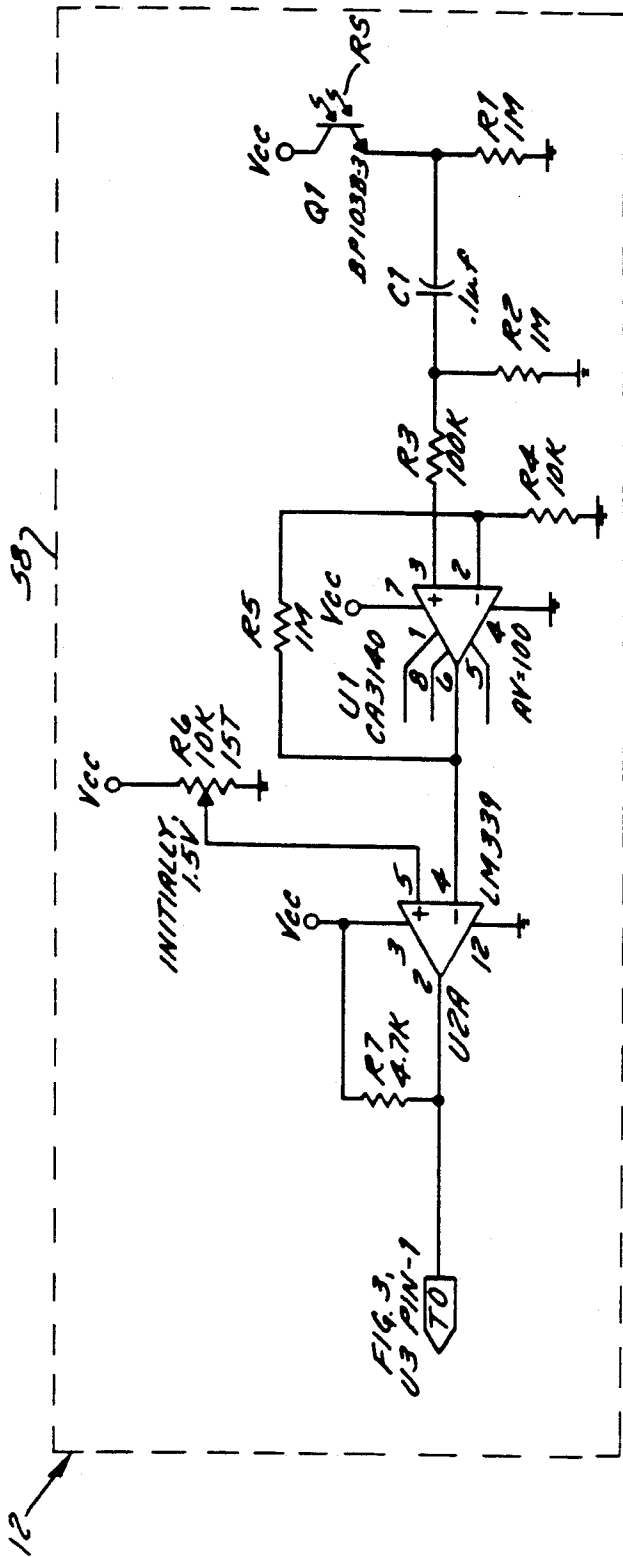 12
58
Vcc
Q1
BP103B-3
RS
R1
1M
C1
.1uf
R2
1M
R3
100K
R4
10K
R5
1M
Vcc
7
3
+
2
-
1
8
6
5
4
U1
CA3140
AV=100
Vcc
R6
10K
15T
INITIALLY:
1.5V
Vcc
5
+
4
-
3
2
12
LM339
U2A
R7
4.7K
FIG. 3,
U3 PIN-1
TO